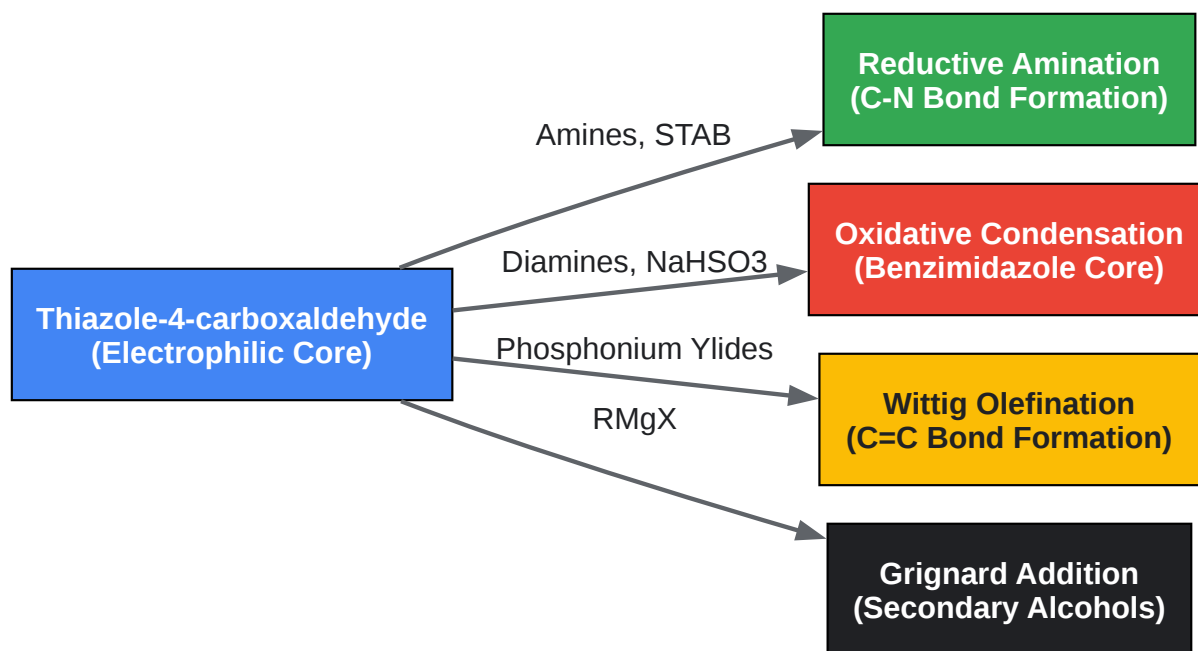 Reductive Amination
(C-N Bond Formation)
Amines, STAB
Oxidative Condensation
(Benzimidazole Core)
Diamines, NaHSO3
Thiazole-4-carboxaldehyde
(Electrophilic Core)
Phosphonium Ylides
Wittig Olefination
(C=C Bond Formation)
RMgX
Grignard Addition
(Secondary Alcohols)